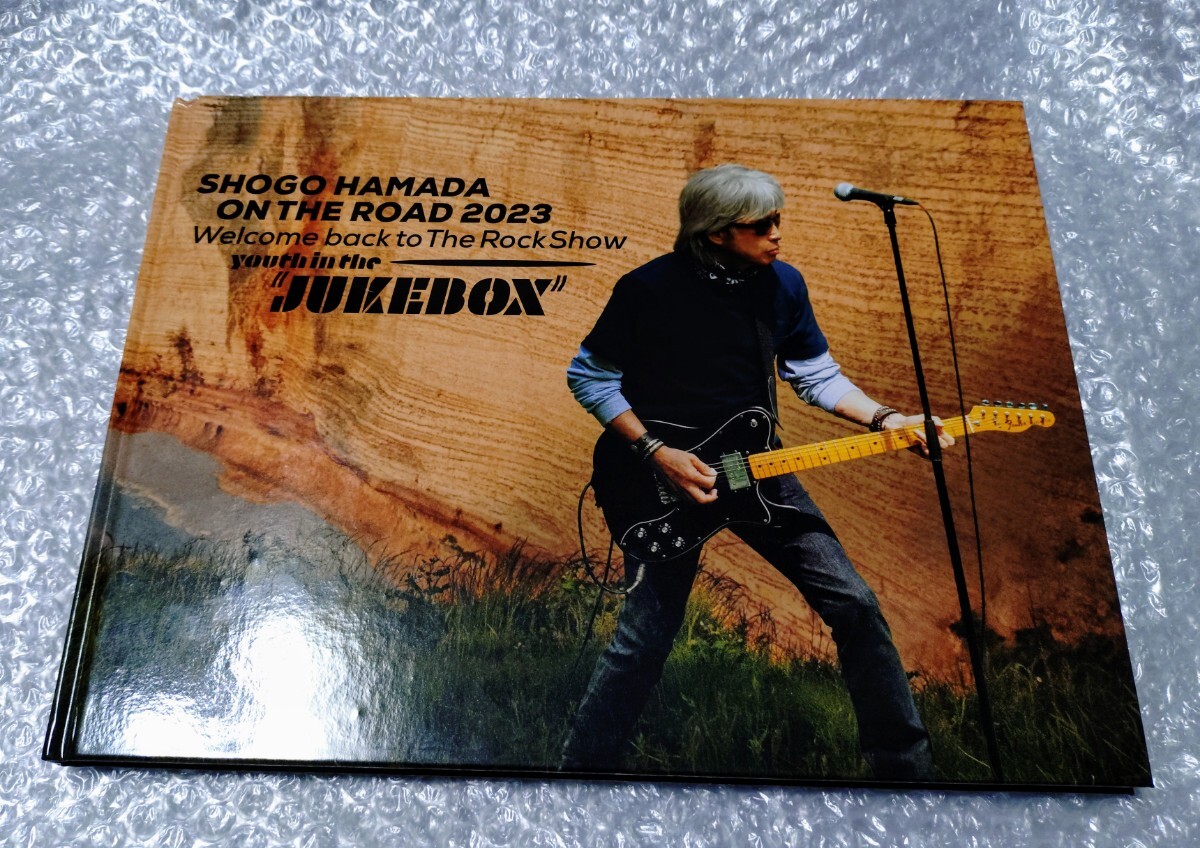 SHOGO HAMADA
ON THE ROAD 2023
Welcome back to The Rock Show
youth in the
“JUKEBOX”